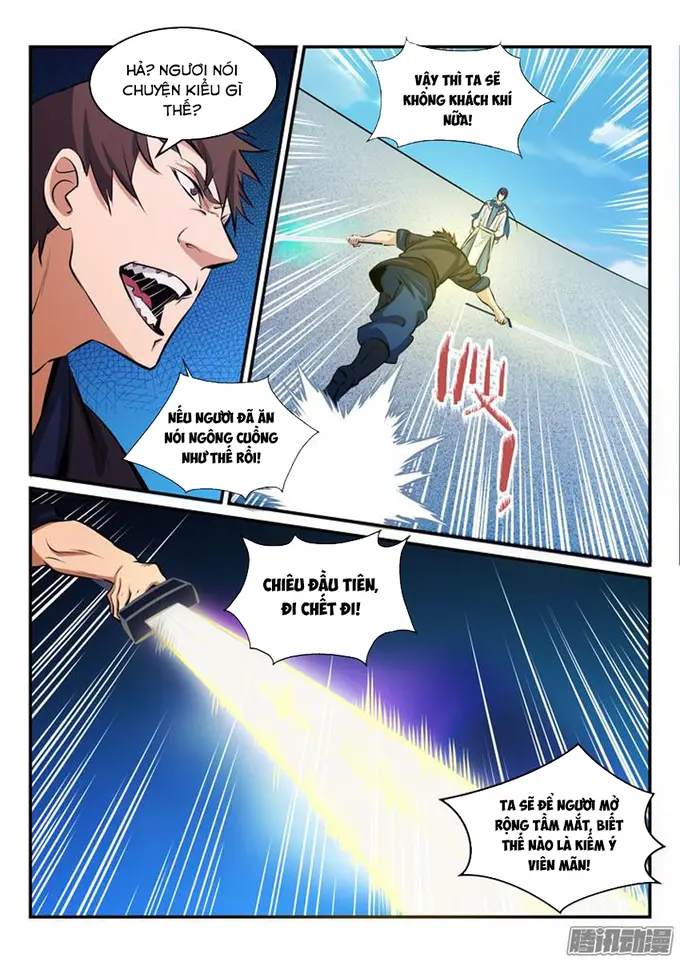 HẢ? NGƯƠI NÓI
CHUYỆN KIỂU GÌ
THẾ?
NẾU NGƯƠI ĐÃ ĂN
NÓI NGÔNG CUỒNG
NHƯ THẾ RỒI!
VẬY THÌ TA SẼ
KHÔNG KHÁCH KHÍ
NỮA!
叟!
CHIÊU ĐẦU TIÊN,
ĐI CHẾT ĐI!
TA SẼ ĐỂ NGƯƠI MỞ
RỘNG TẦM MẮT, BIẾT
THẾ NÀO LÀ KIẾM Ý
VIÊN MÃN!
腾讯动漫